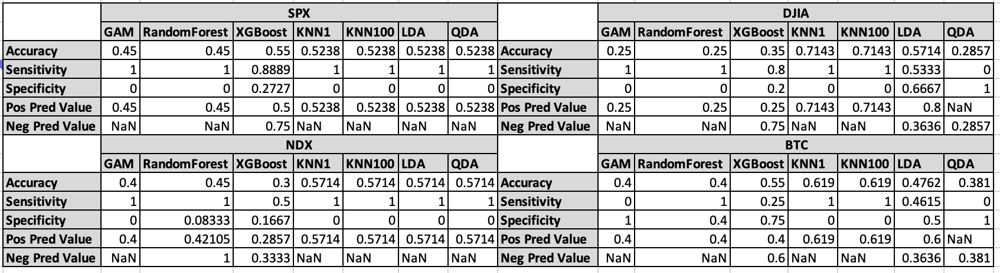 SPX DJIA
GAM RandomForest XGBoost KNN1 KNN100 LDA QDA GAM RandomForest XGBoost KNN1 KNN100 LDA QDA
Accuracy 0.45 0.45 0.55 0.5238 0.5238 0.5238 0.5238 Accuracy 0.25 0.25 0.35 0.7143 0.7143 0.5714 0.2857
Sensitivity 1 1 0.8889 1 1 1 1 Sensitivity 1 1 0.8 1 1 0.5333 0
Specificity 0 0 0.2727 0 0 0 0 Specificity 0 0 0.2 0 0 0.6667 1
Pos Pred Value 0.45 0.45 0.5 0.5238 0.5238 0.5238 0.5238 Pos Pred Value 0.25 0.25 0.25 0.7143 0.7143 0.8 NaN
Neg Pred Value NaN NaN 0.75 NaN NaN NaN NaN Neg Pred Value NaN NaN 0.75 NaN NaN 0.3636 0.2857
NDX BTC
GAM RandomForest XGBoost KNN1 KNN100 LDA QDA GAM RandomForest XGBoost KNN1 KNN100 LDA QDA
Accuracy 0.4 0.45 0.3 0.5714 0.5714 0.5714 0.5714 Accuracy 0.4 0.4 0.55 0.619 0.619 0.4762 0.381
Sensitivity 1 1 0.5 1 1 1 1 Sensitivity 0 1 0.25 1 1 0.4615 0
Specificity 0 0.08333 0.1667 0 0 0 0 Specificity 1 0.4 0.75 0 0 0.5 1
Pos Pred Value 0.4 0.42105 0.2857 0.5714 0.5714 0.5714 0.5714 Pos Pred Value 0.4 0.4 0.4 0.619 0.619 0.6 NaN
Neg Pred Value NaN 1 0.3333 NaN NaN NaN NaN Neg Pred Value NaN NaN 0.6 NaN NaN 0.3636 0.381